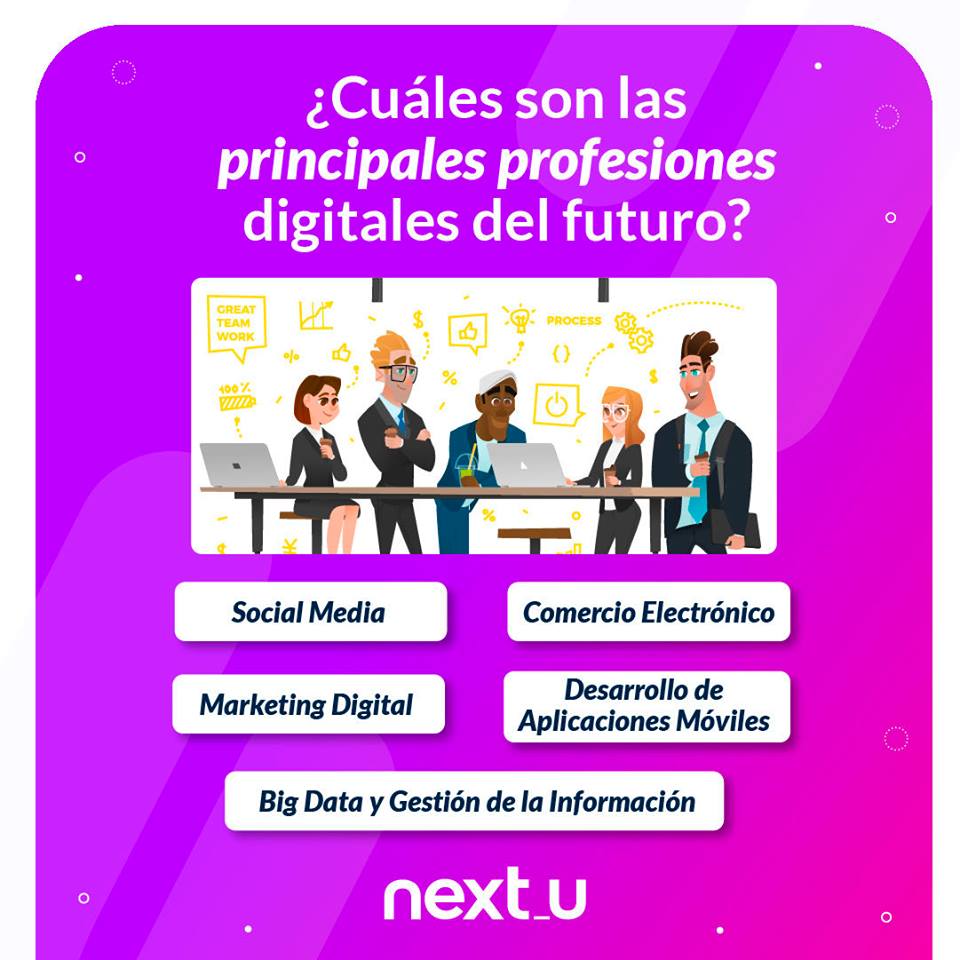 ¿Cuáles son las
principales profesiones
digitales del futuro?
GREAT
TEAM
WORK
%
$
PROCESS
{}
100%
%
$
%
$
¥
Social Media
Comercio Electrónico
Marketing Digital
Desarrollo de
Aplicaciones Móviles
Big Data y Gestión de la Información
next_u